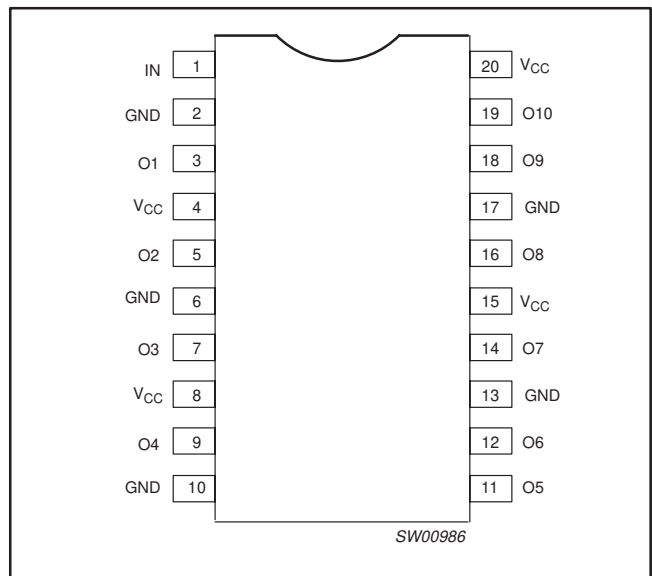 IN 1 20 VCC
GND 2 19 O10
O1 3 18 O9
VCC 4 17 GND
O2 5 16 O8
GND 6 15 VCC
O3 7 14 O7
VCC 8 13 GND
O4 9 12 O6
GND 10 11 O5
SW00986